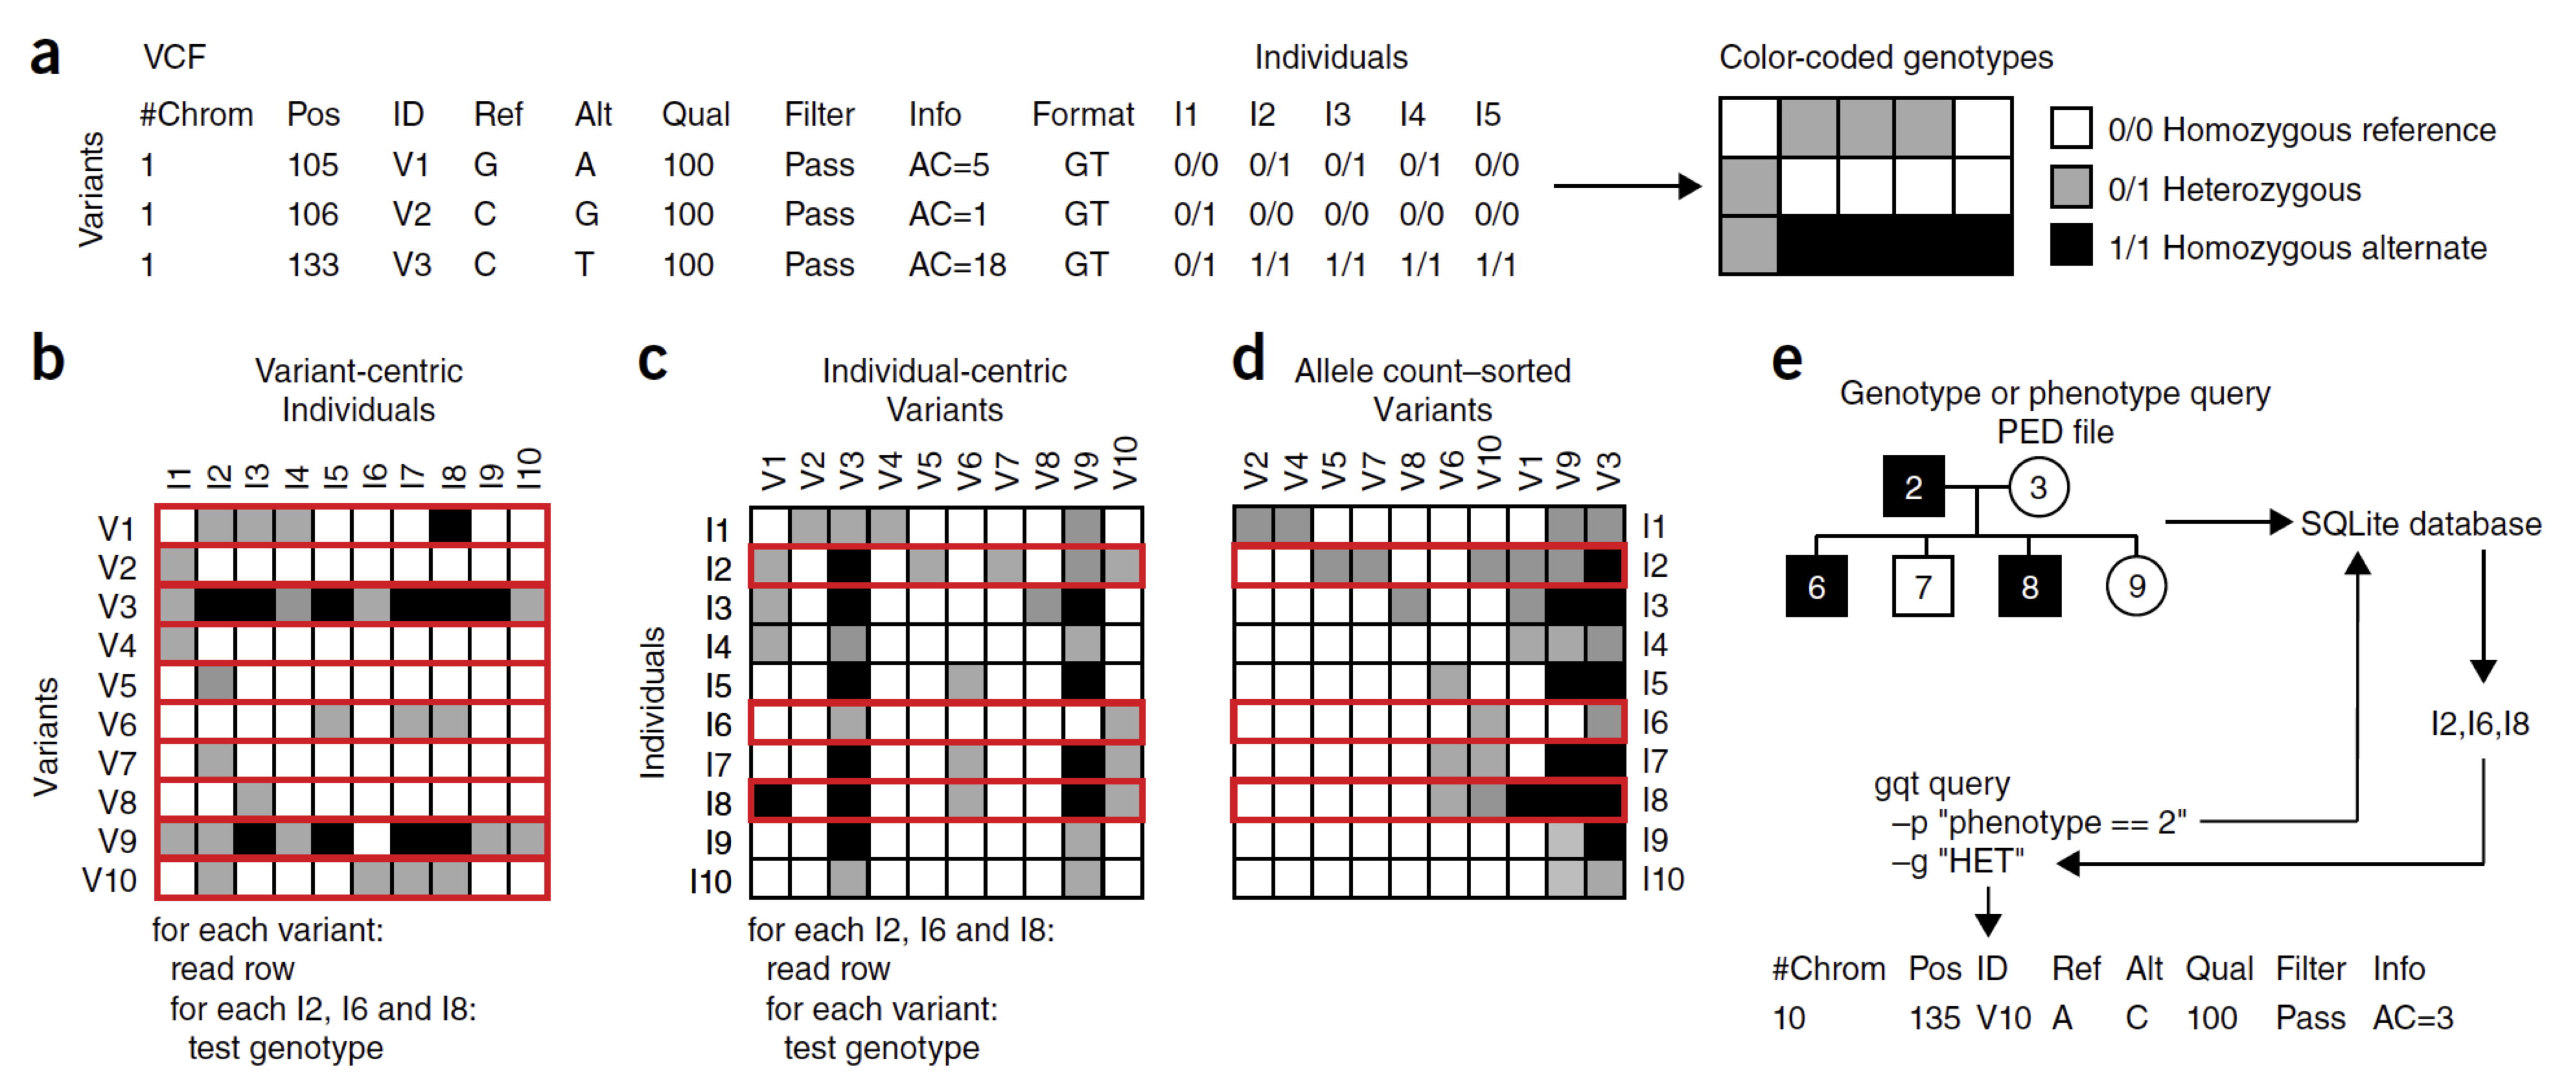 a
VCF
Individuals
Color-coded genotypes
#Chrom Pos ID Ref Alt Qual Filter Info Format I1 I2 I3 I4 I5
Variants
1 105 V1 G A 100 Pass AC=5 GT 0/0 0/1 0/1 0/1 0/0
1 106 V2 C G 100 Pass AC=1 GT 0/1 0/0 0/0 0/0 0/0
1 133 V3 C T 100 Pass AC=18 GT 0/1 1/1 1/1 1/1 1/1
0/0 Homozygous reference
0/1 Heterozygous
1/1 Homozygous alternate
b
Variant-centric
Individuals
I1 I2 I3 I4 I5 I6 I7 I8 I9 I10
Variants
V1
V2
V3
V4
V5
V6
V7
V8
V9
V10
for each variant:
read row
for each I2, I6 and I8:
test genotype
c
Individual-centric
Variants
V1 V2 V3 V4 V5 V6 V7 V8 V9 V10
Individuals
I1
I2
I3
I4
I5
I6
I7
I8
I9
I10
for each I2, I6 and I8:
read row
for each variant:
test genotype
d
Allele count–sorted
Variants
V2 V4 V5 V7 V8 V6 V10 V1 V9 V3
I1
I2
I3
I4
I5
I6
I7
I8
I9
I10
e
Genotype or phenotype query
PED file
2 3
6 7 8 9
SQLite database
I2,I6,I8
gqt query
–p "phenotype == 2"
–g "HET"
#Chrom Pos ID Ref Alt Qual Filter Info
10 135 V10 A C 100 Pass AC=3